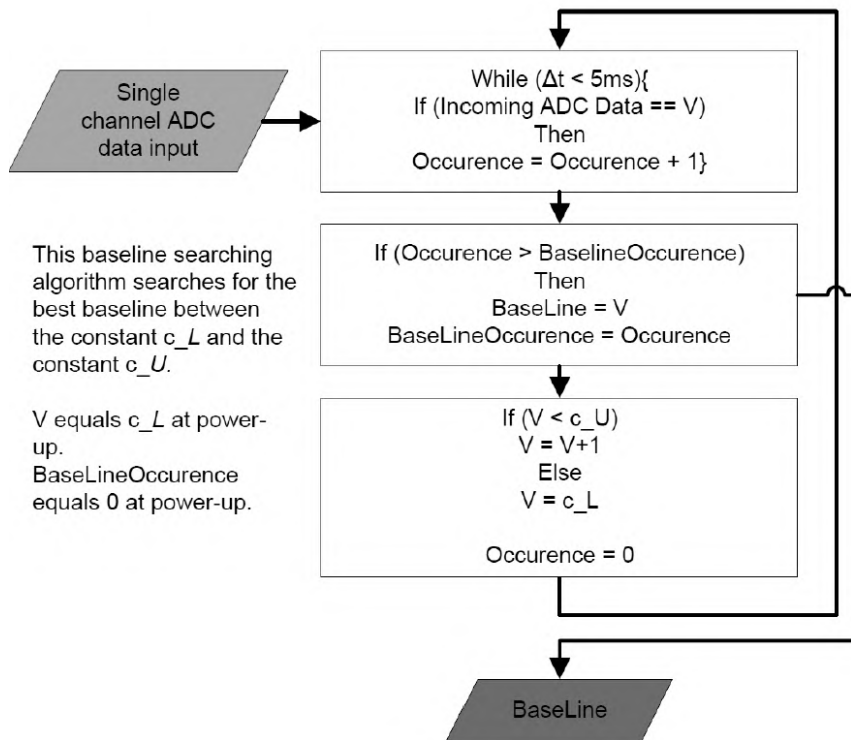 Single
channel ADC
data input
While (Δt < 5ms){
If (Incoming ADC Data == V)
Then
Occurence = Occurence + 1}
This baseline searching
algorithm searches for the
best baseline between
the constant c_L and the
constant c_U.
V equals c_L at power-
up.
BaseLineOccurence
equals 0 at power-up.
If (Occurence > BaselineOccurence)
Then
BaseLine = V
BaseLineOccurence = Occurence
If (V < c_U)
V = V+1
Else
V = c_L
Occurence = 0
BaseLine